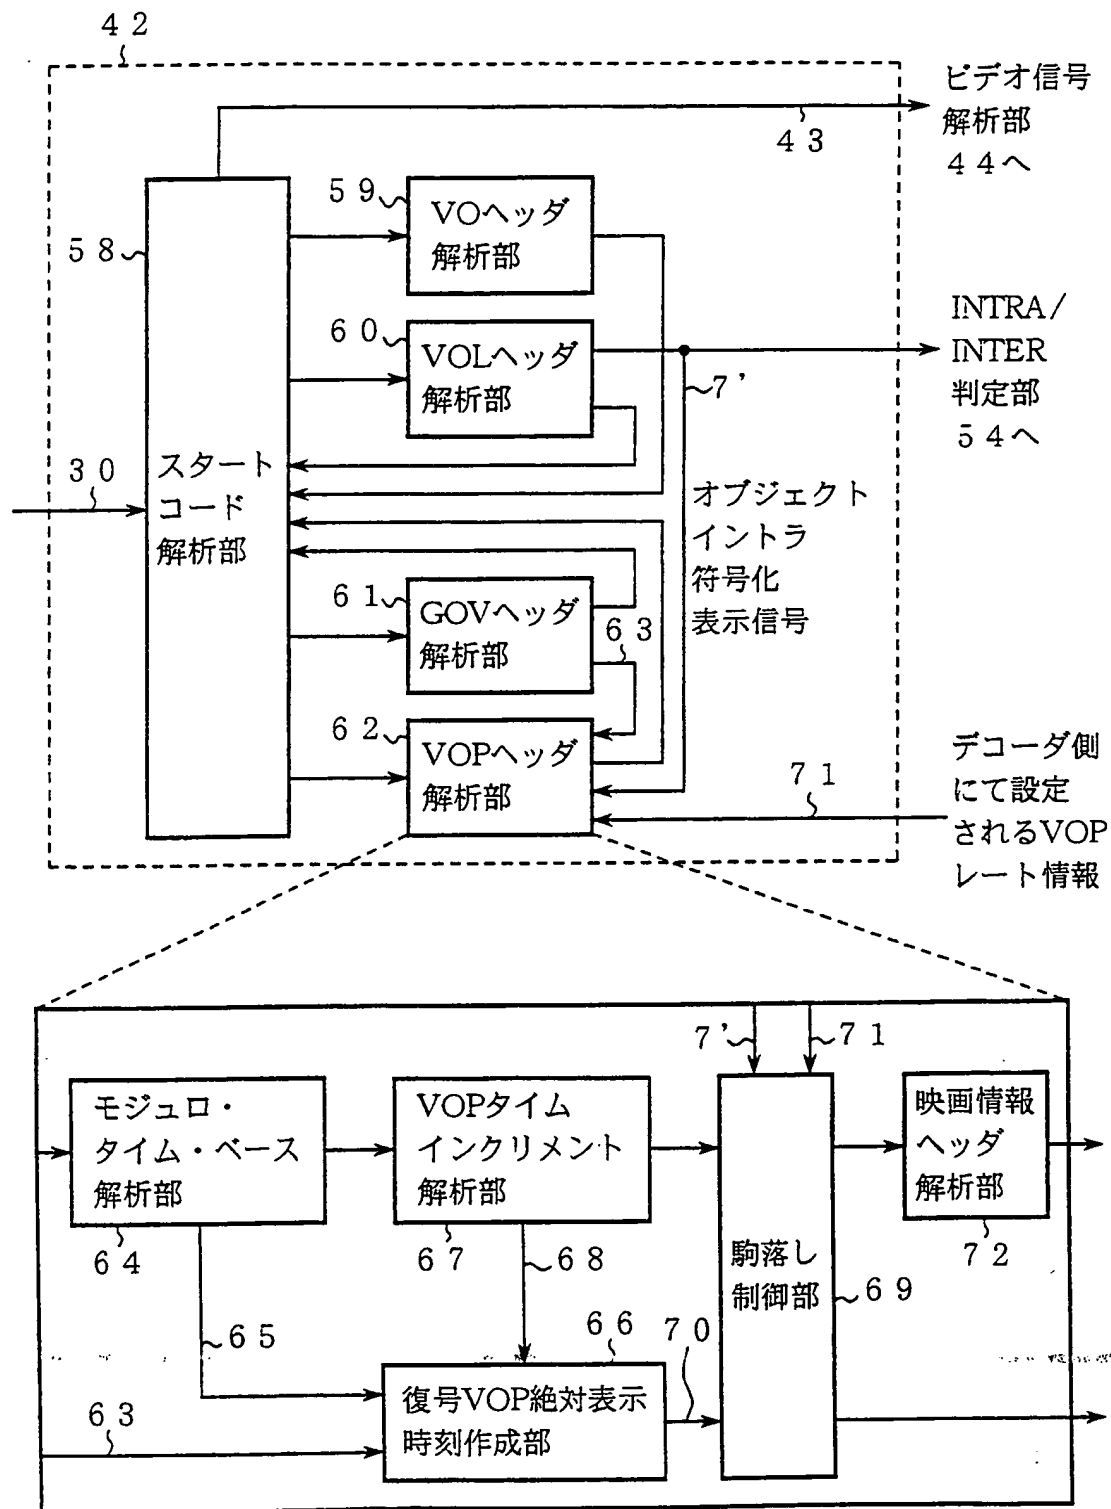 ４２
ビデオ信号
解析部
４４へ
４３
５８
５９
VOヘッダ
解析部
６０
VOLヘッダ
解析部
INTRA/
INTER
判定部
５４へ
７’
３０
スタート
コード
解析部
オブジェクト
イントラ
符号化
表示信号
６１
GOVヘッダ
解析部
６３
６２
VOPヘッダ
解析部
７１
デコーダ側
にて設定
されるVOP
レート情報
７’
７１
モジュロ・
タイム・ベース
解析部
６４
VOPタイム
インクリメント
解析部
６７
映画情報
ヘッダ
解析部
７２
６８
駒落し
制御部
６９
６５
６６
７０
復号VOP絶対表示
時刻作成部
６３